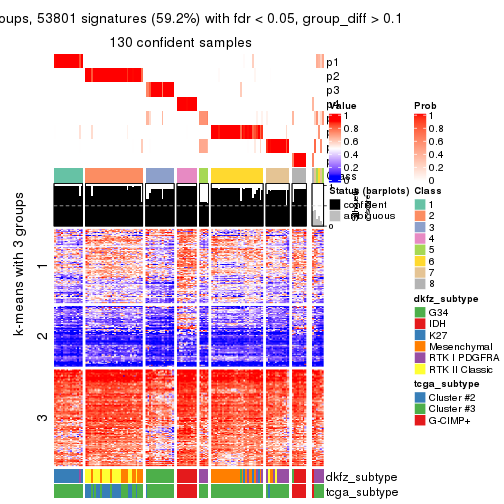 oups, 53801 signatures (59.2%) with fdr < 0.05, group_diff > 0.1
130 confident samples
p1
p2
p3
Value
1
0.8
0.6
0.4
0.2
0
Prob
1
0.8
0.6
0.4
0.2
0
Class
Status (barplots)
confident
ambiguous
Class
1
2
3
4
5
6
7
8
dkfz_subtype
G34
IDH
K27
Mesenchymal
RTK I PDGFRA
RTK II Classic
tcga_subtype
Cluster #2
Cluster #3
G-CIMP+
k-means with 3 groups
1
2
3
dkfz_subtype
tcga_subtype